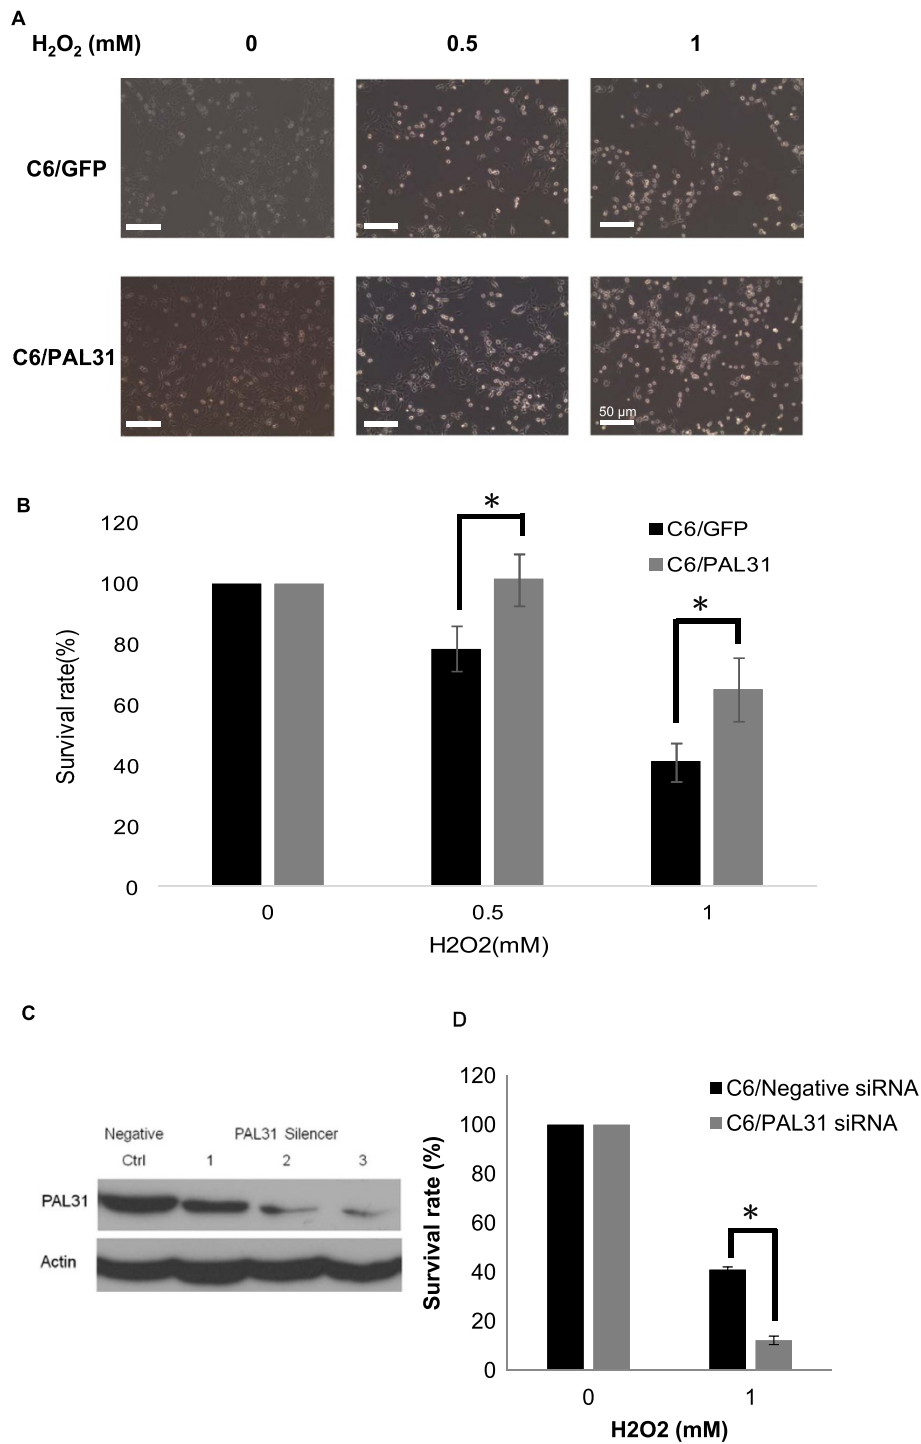 A
H₂O₂ (mM) 0 0.5 1
C6/GFP
C6/PAL31
50 µm
B
*
120
C6/GFP
100
C6/PAL31
*
80
60
40
20
0
Survival rate(%)
0 0.5 1
H2O2(mM)
C
D
Negative PAL31 Silencer
Ctrl 1 2 3
PAL31
Actin
120
C6/Negative siRNA
100
C6/PAL31 siRNA
80
60
*
40
20
0
Survival rate (%)
0 1
H2O2 (mM)